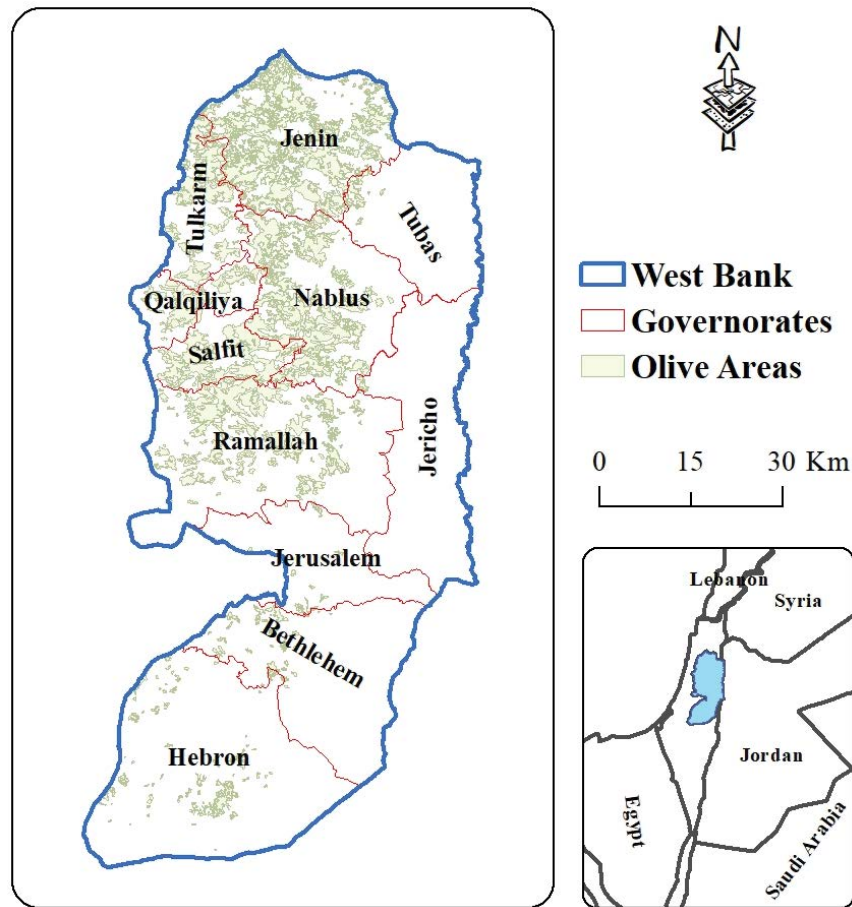 Jenin
Tulkarm
Tubas
Qalqiliya
Nablus
Salfit
Ramallah
Jericho
Jerusalem
Bethlehem
Hebron
N
West Bank
Governorates
Olive Areas
0 15 30 Km
Lebanon
Syria
Jordan
Egypt
Saudi Arabia